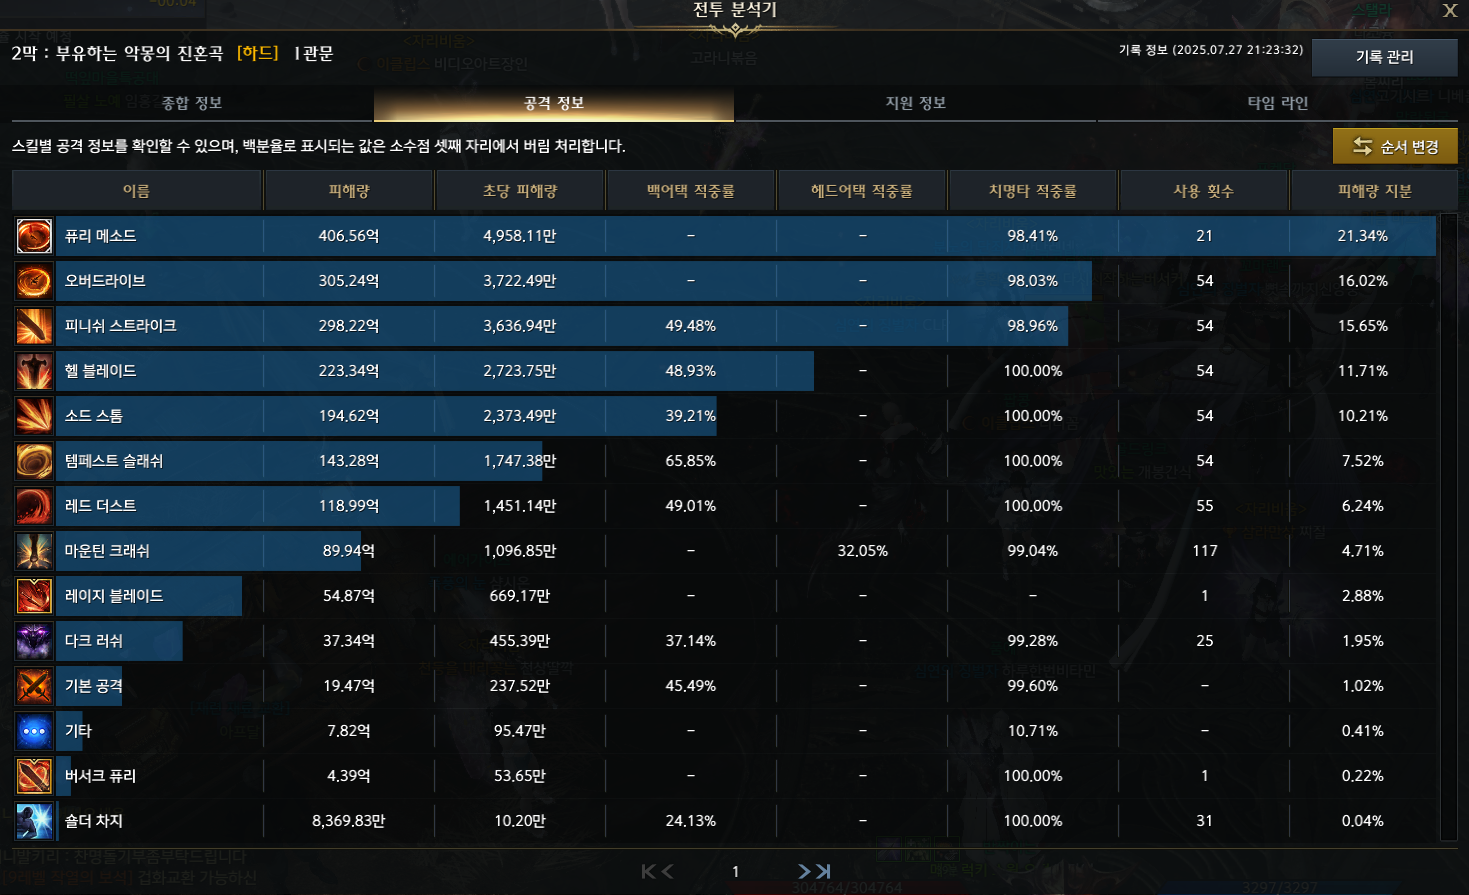 전투 분석기
X
2막 : 부유하는 악몽의 진혼곡 [하드] 1관문
기록 정보 (2025.07.27 21:23:32)
기록 관리
종합 정보 공격 정보 지원 정보 타임 라인
스킬별 공격 정보를 확인할 수 있으며, 백분율로 표시되는 값은 소수점 셋째 자리에서 버림 처리합니다.
순서 변경
이름 피해량 초당 피해량 백어택 적중률 헤드어택 적중률 치명타 적중률 사용 횟수 피해량 지분
퓨리 메소드 406.56억 4,958.11만 - - 98.41% 21 21.34%
오버드라이브 305.24억 3,722.49만 - - 98.03% 54 16.02%
피니쉬 스트라이크 298.22억 3,636.94만 49.48% - 98.96% 54 15.65%
헬 블레이드 223.34억 2,723.75만 48.93% - 100.00% 54 11.71%
소드 스톰 194.62억 2,373.49만 39.21% - 100.00% 54 10.21%
템페스트 슬래쉬 143.28억 1,747.38만 65.85% - 100.00% 54 7.52%
레드 더스트 118.99억 1,451.14만 49.01% - 100.00% 55 6.24%
마운틴 크래쉬 89.94억 1,096.85만 - 32.05% 99.04% 117 4.71%
레이지 블레이드 54.87억 669.17만 - - - 1 2.88%
다크 러쉬 37.34억 455.39만 37.14% - 99.28% 25 1.95%
기본 공격 19.47억 237.52만 45.49% - 99.60% - 1.02%
기타 7.82억 95.47만 - - 10.71% - 0.41%
버서크 퓨리 4.39억 53.65만 - - 100.00% 1 0.22%
숄더 차지 8,369.83만 10.20만 24.13% - 100.00% 31 0.04%
1
304764/304764
3297/3297